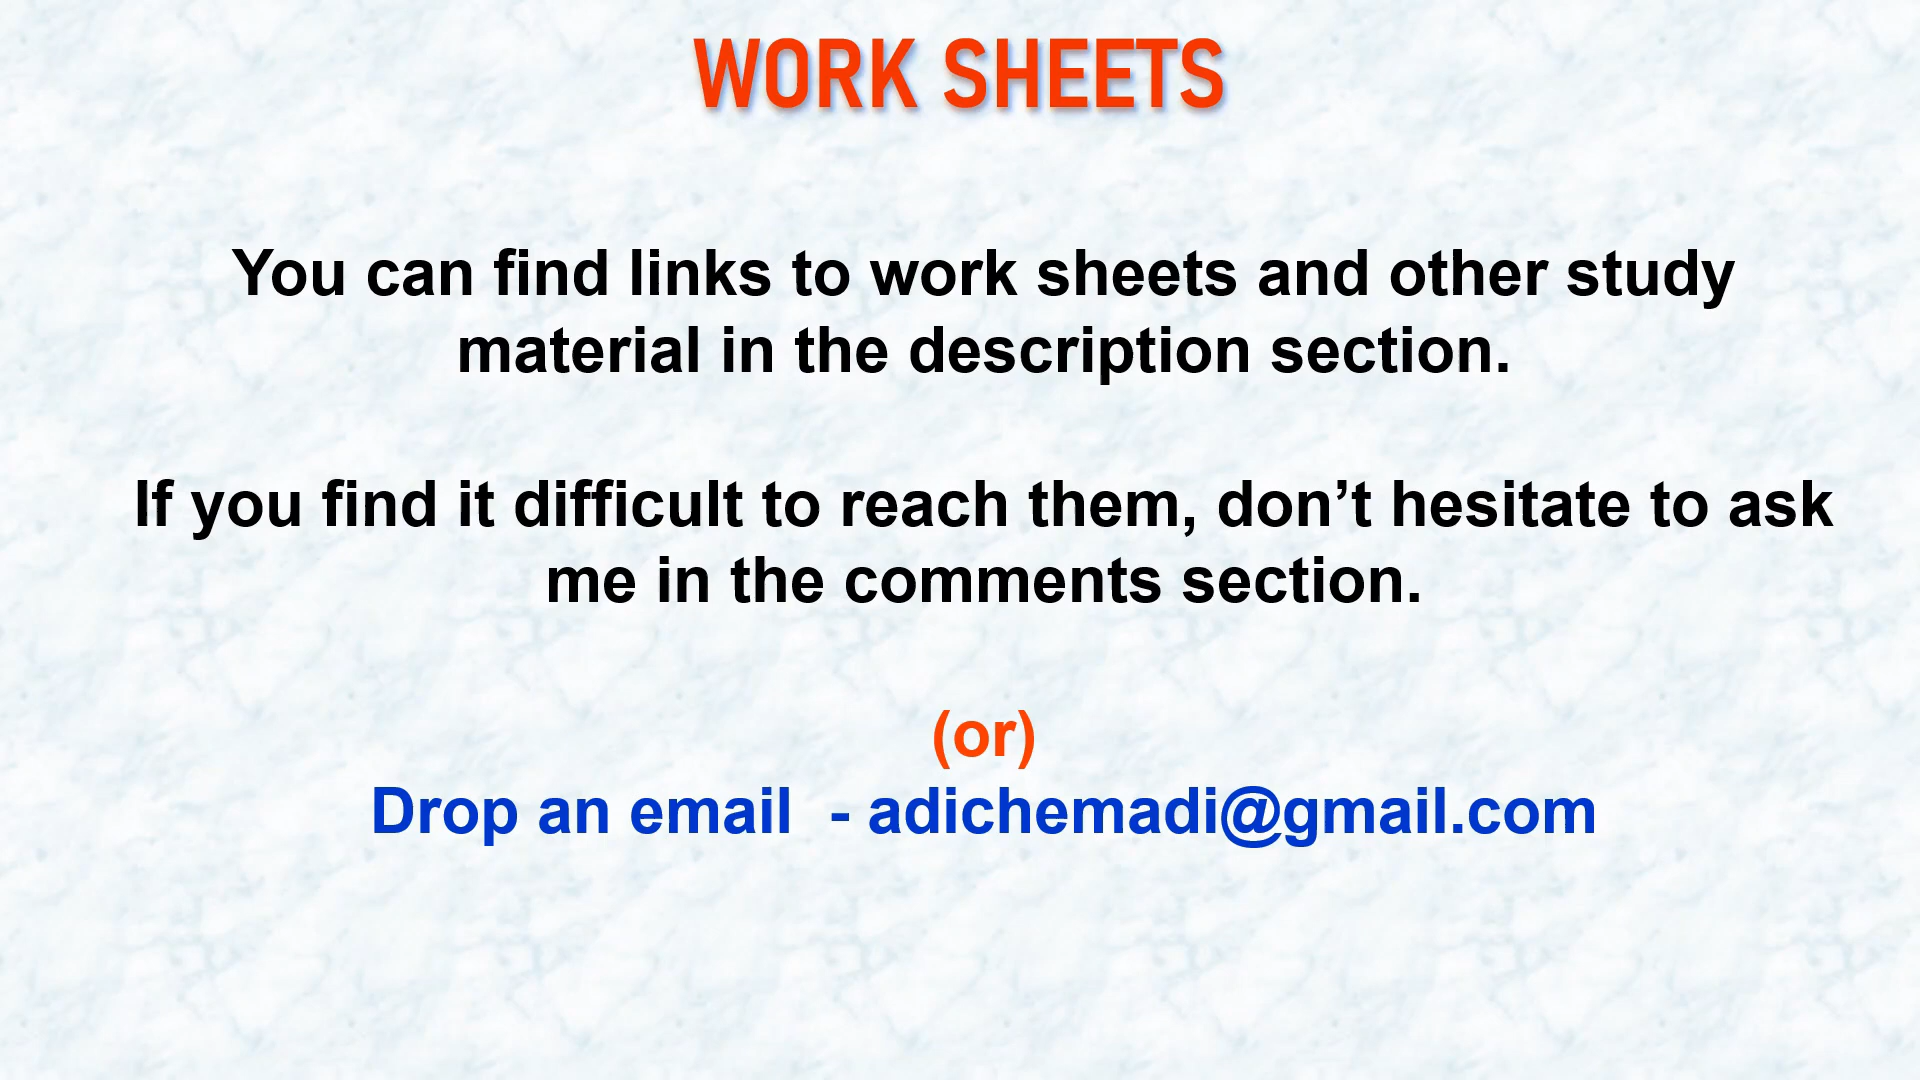 WORK SHEETS
You can find links to work sheets and other study
material in the description section.
If you find it difficult to reach them, don’t hesitate to ask
me in the comments section.
(or)
Drop an email  - adichemadi@gmail.com